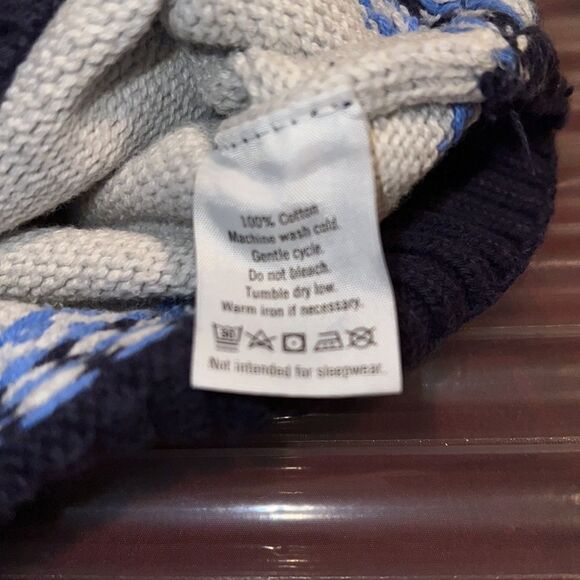 100% Cotton
Machine wash cold.
Gentle cycle.
Do not bleach.
Tumble dry low.
Warm iron if necessary.
30
Not intended for sleepwear.